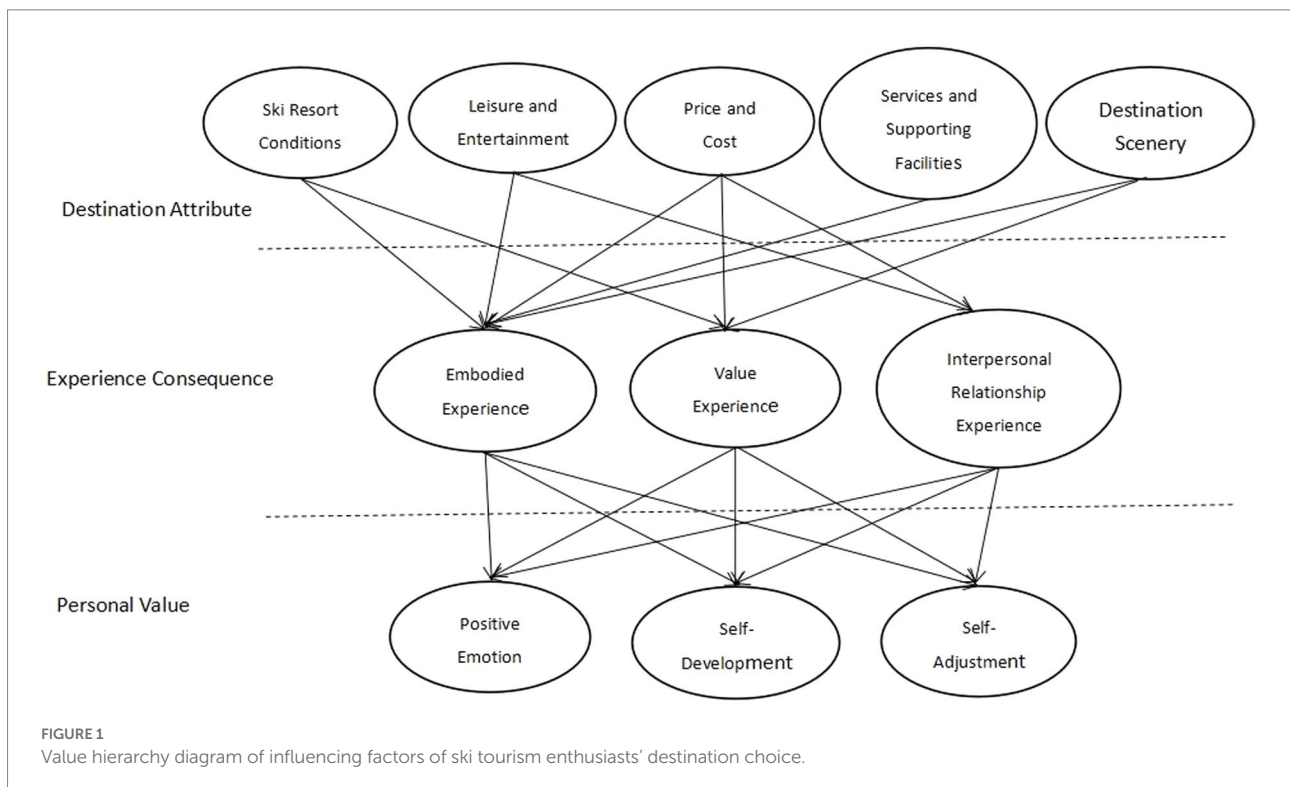 Ski Resort
Conditions
Leisure and
Entertainment
Price and
Cost
Services and
Supporting
Facilities
Destination
Scenery
Destination Attribute
Experience Consequence
Embodied
Experience
Value
Experience
Interpersonal
Relationship
Experience
Personal Value
Positive
Emotion
Self-
Development
Self-
Adjustment
FIGURE 1
Value hierarchy diagram of influencing factors of ski tourism enthusiasts’ destination choice.